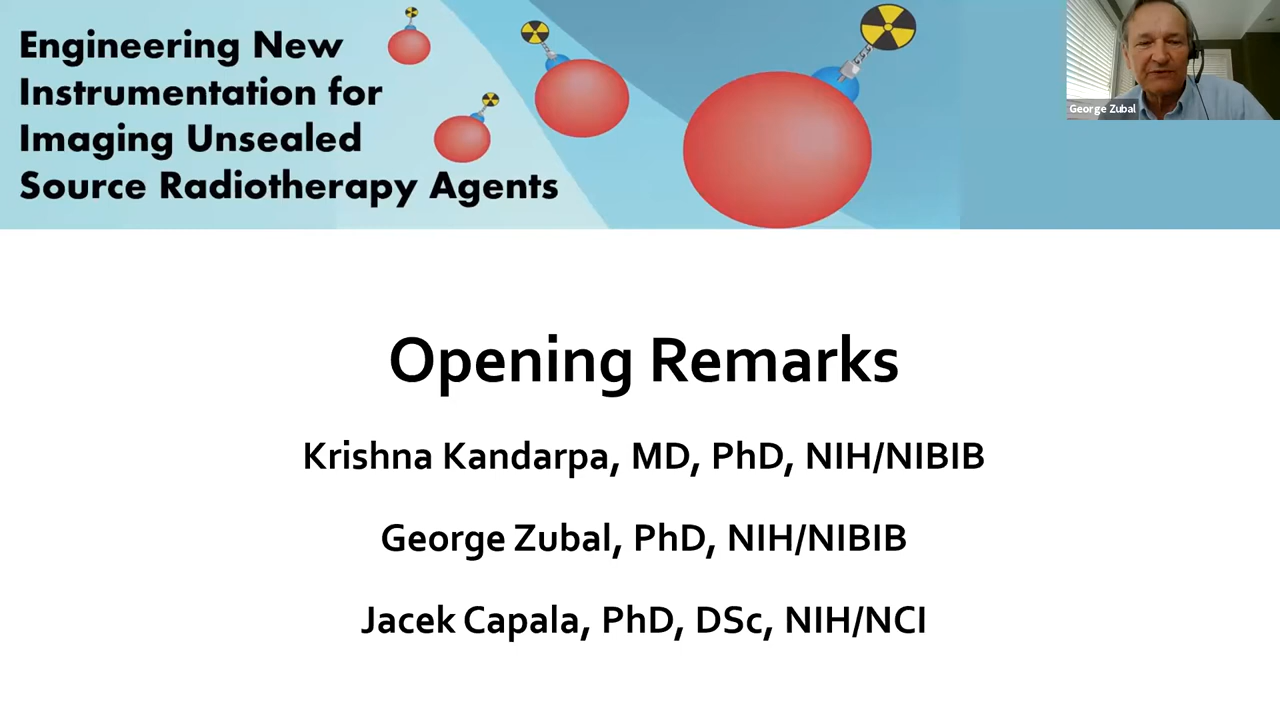 Engineering New
Instrumentation for
Imaging Unsealed
Source Radiotherapy Agents
George Zubal
Opening Remarks
Krishna Kandarpa, MD, PhD, NIH/NIBIB
George Zubal, PhD, NIH/NIBIB
Jacek Capala, PhD, DSc, NIH/NCI